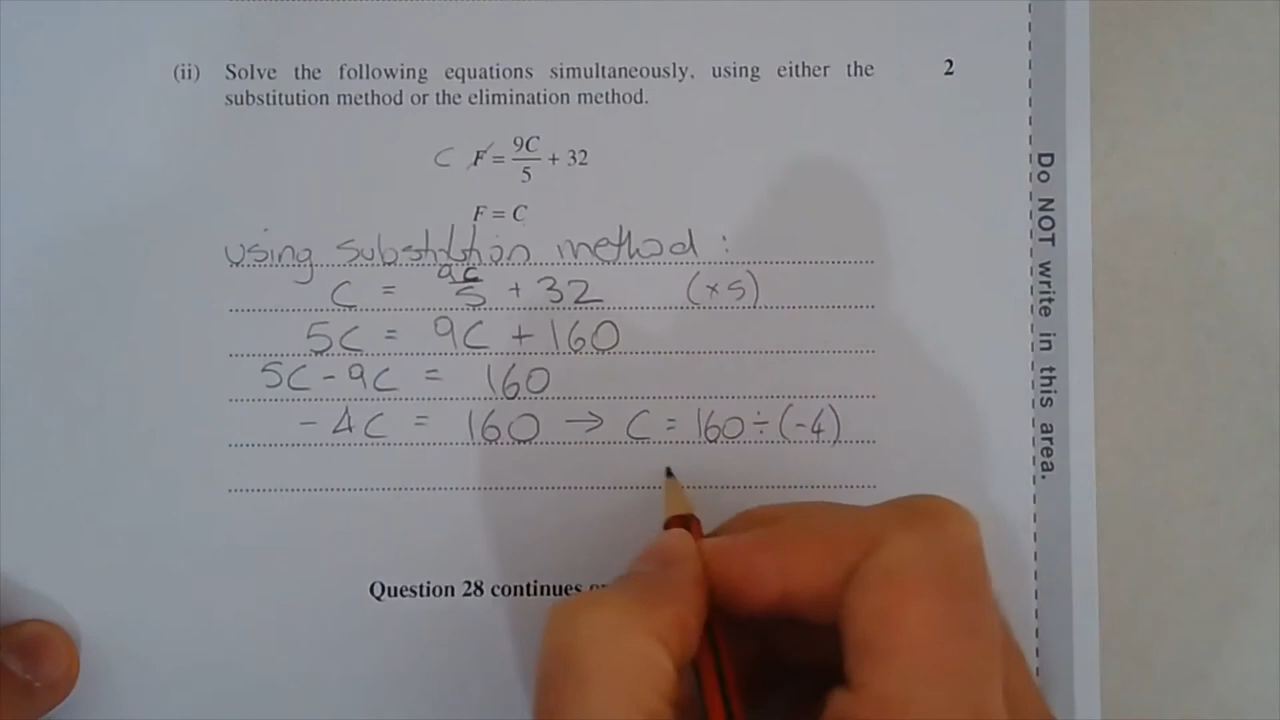 (ii) Solve the following equations simultaneously, using either the 2
substitution method or the elimination method.
C F = 9C/5 + 32
F = C
using substitution method :
C = 9C/5 + 32 (×5)
5C = 9C + 160
5C - 9C = 160
- 4C = 160 → C = 160 ÷ (-4)
Question 28 continues
Do NOT write in this area.